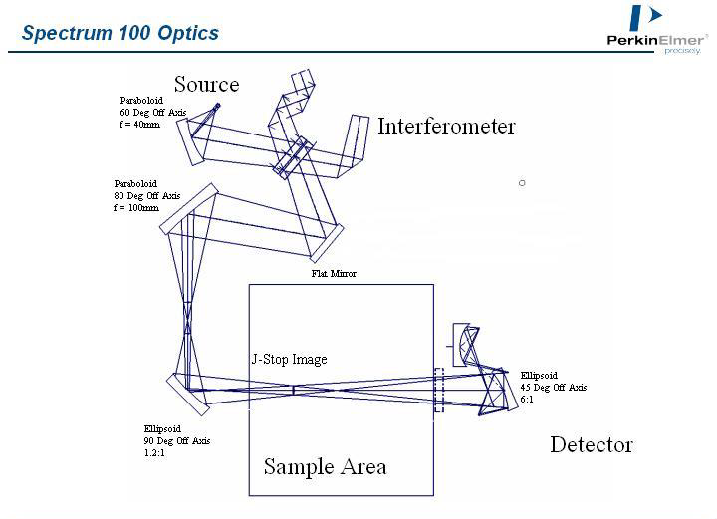 Spectrum 100 Optics
PerkinElmer
precisely.
Source
Paraboloid
60 Deg Off Axis
f = 40mm
Interferometer
Paraboloid
83 Deg Off Axis
f = 100mm
Flat Mirror
J-Stop Image
Ellipsoid
45 Deg Off Axis
6:1
Ellipsoid
90 Deg Off Axis
1.2:1
Detector
Sample Area